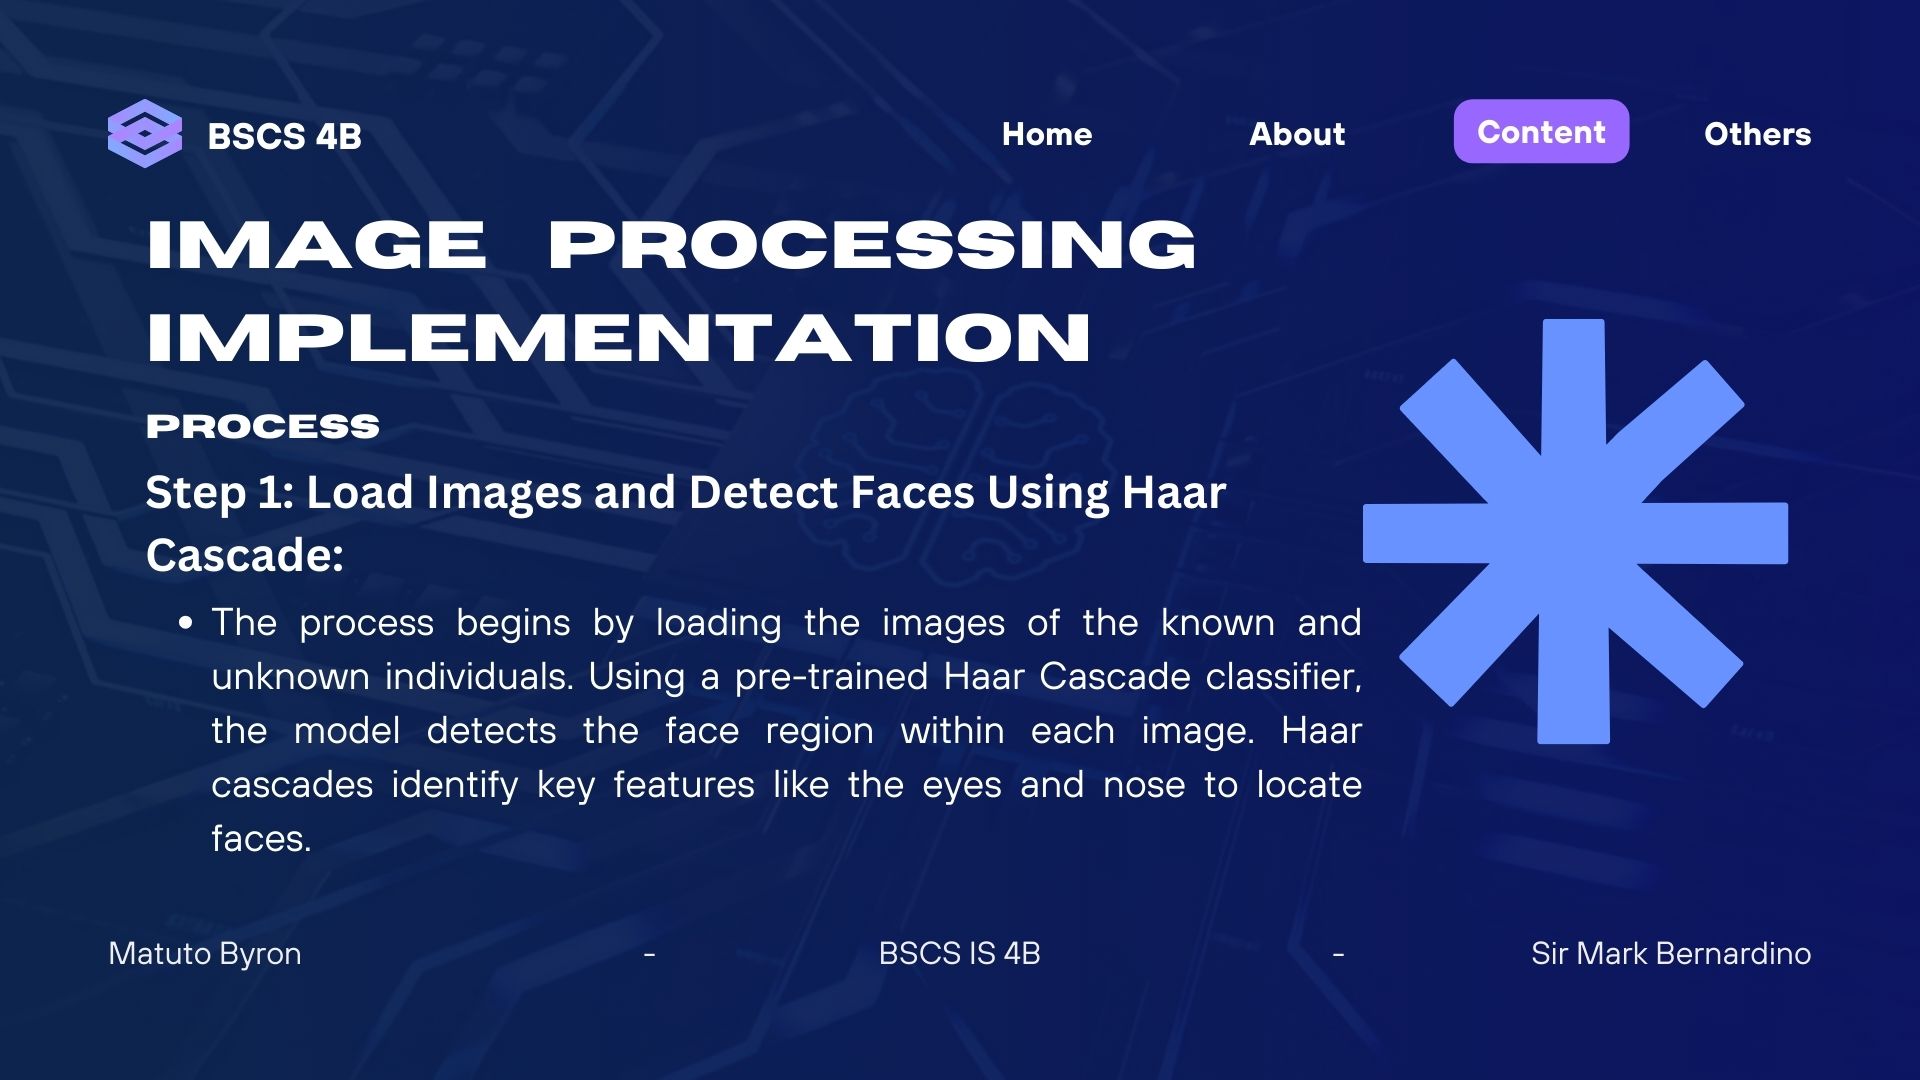 BSCS 4B
Home
About
Content
Others
IMAGE PROCESSING
IMPLEMENTATION
PROCESS
Step 1: Load Images and Detect Faces Using Haar
Cascade:
• The process begins by loading the images of the known and
unknown individuals. Using a pre-trained Haar Cascade classifier,
the model detects the face region within each image. Haar
cascades identify key features like the eyes and nose to locate
faces.
Matuto Byron
-
BSCS IS 4B
-
Sir Mark Bernardino